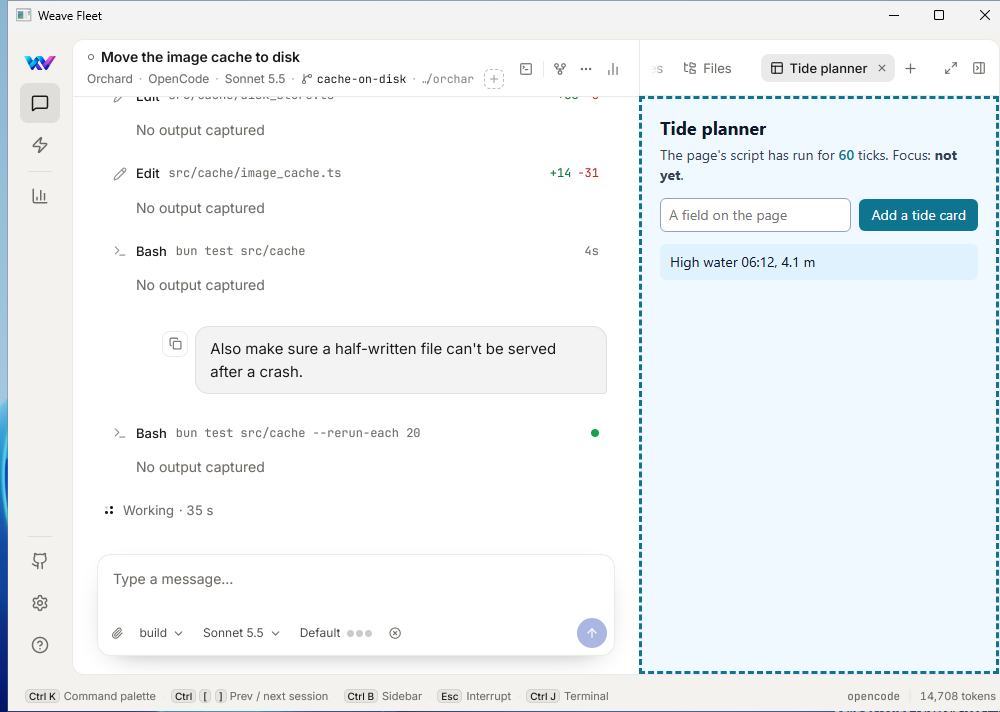 Weave Fleet
Move the image cache to disk
Orchard · OpenCode · Sonnet 5.5 · cache-on-disk · ../orchar
Files
Tide planner
Edit
No output captured
Edit src/cache/image_cache.ts +14 -31
No output captured
>_ Bash bun test src/cache 4s
No output captured
Also make sure a half-written file can't be served
after a crash.
>_ Bash bun test src/cache --rerun-each 20
No output captured
Working · 35 s
Type a message...
build
Sonnet 5.5
Default
Tide planner
The page's script has run for 60 ticks. Focus: not
yet.
A field on the page
Add a tide card
High water 06:12, 4.1 m
Ctrl K Command palette Ctrl [ ] Prev / next session Ctrl B Sidebar Esc Interrupt Ctrl J Terminal
opencode 14,708 tokens